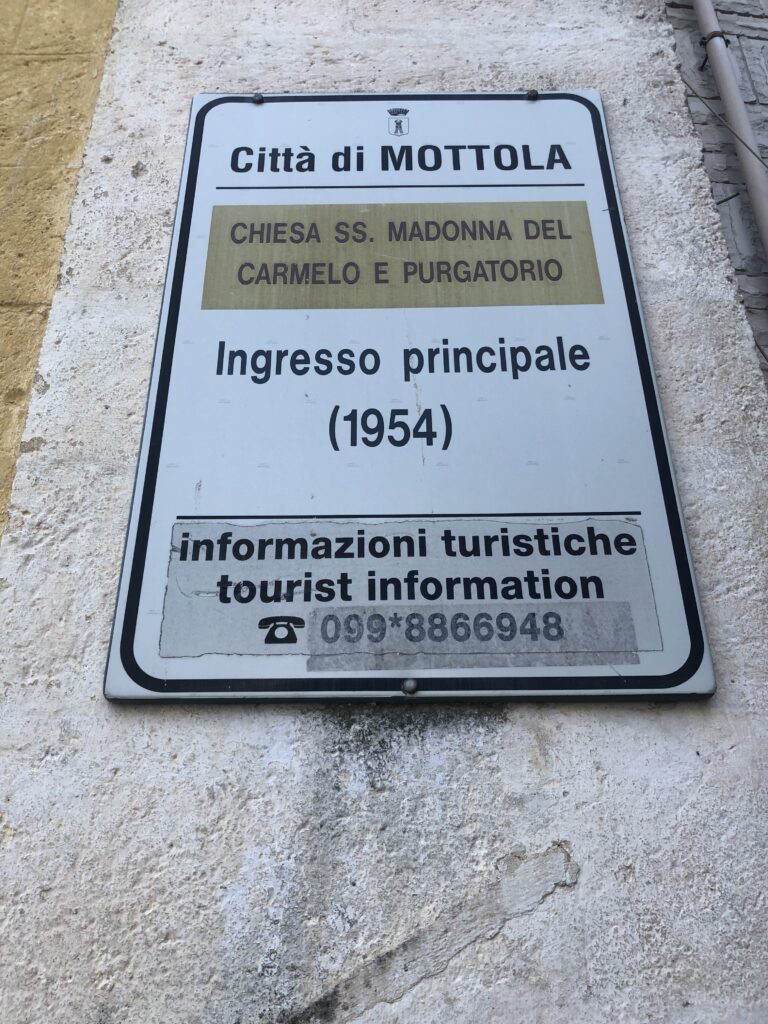 Città di MOTTOLA
CHIESA SS. MADONNA DEL
CARMELO E PURGATORIO
Ingresso principale
(1954)
informazioni turistiche
tourist information
099*8866948